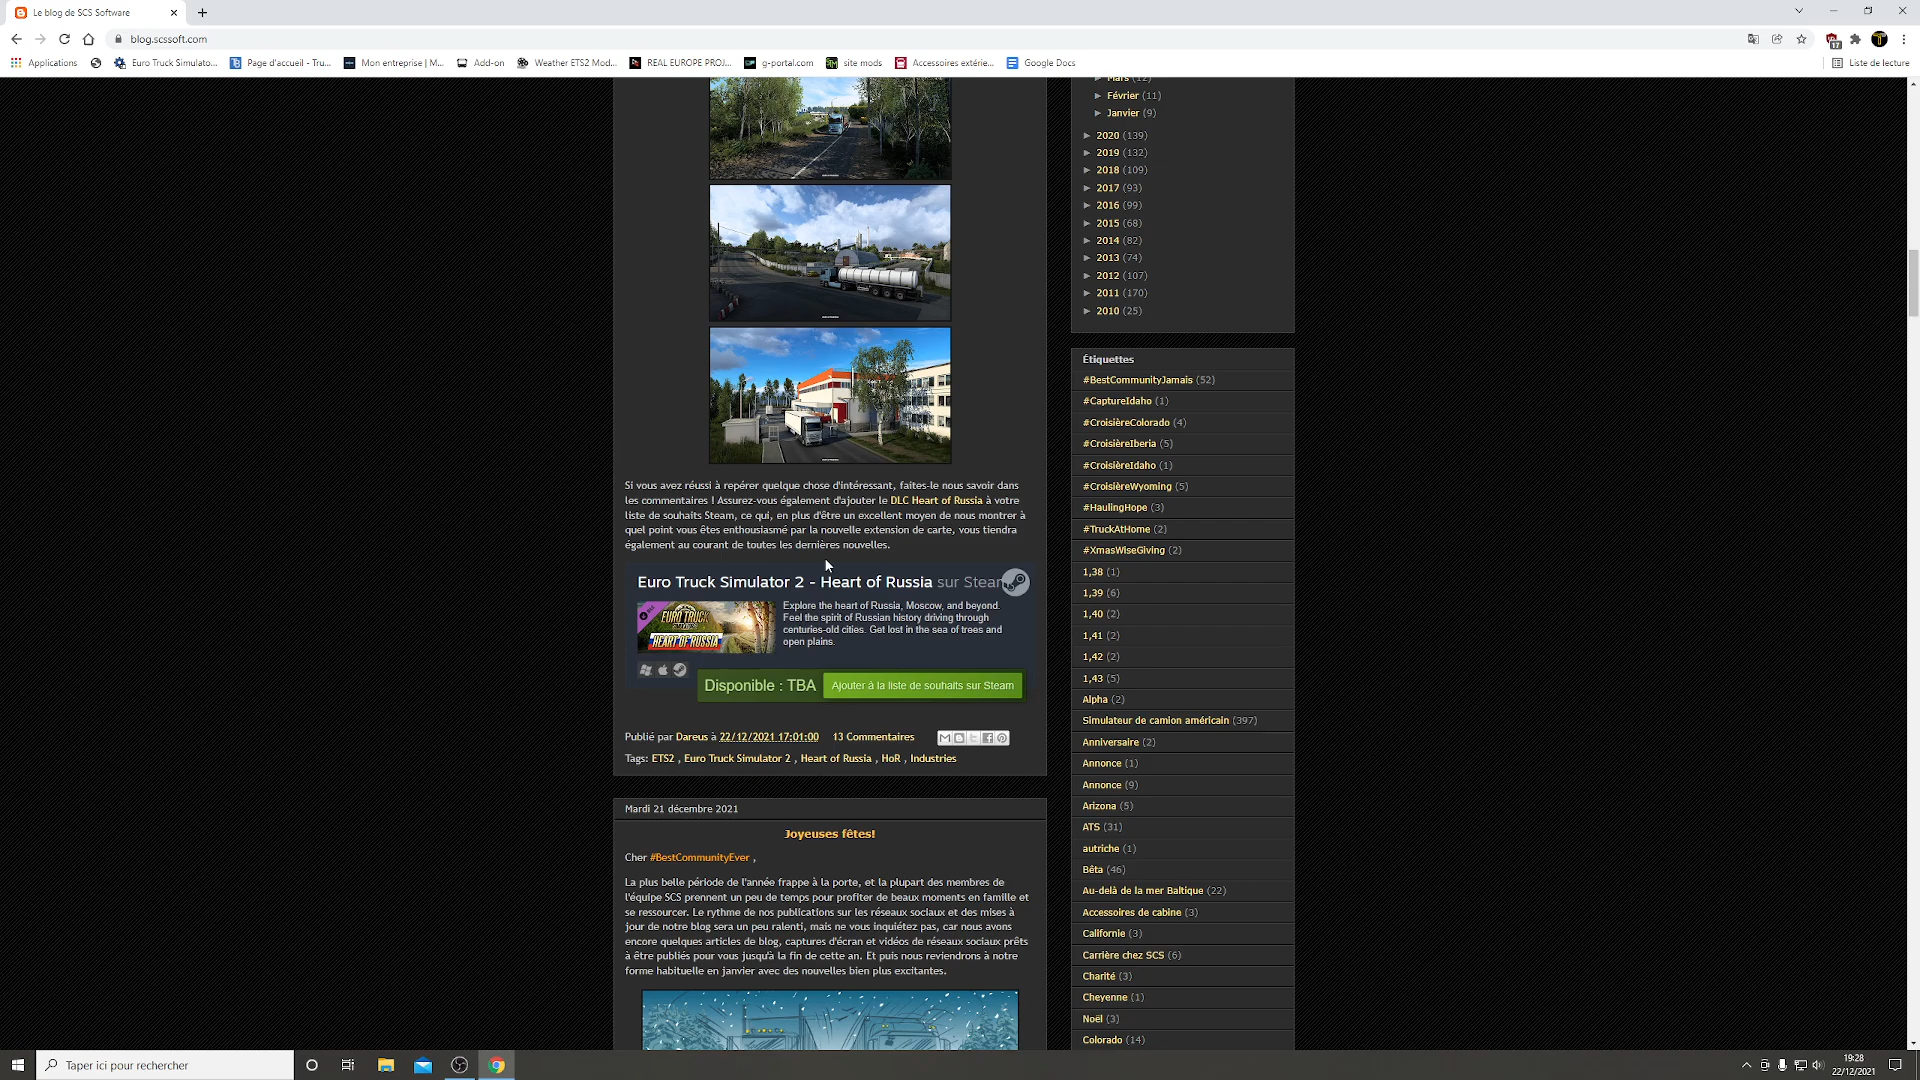 Le blog de SCS Software
blog.scssoft.com
17
Applications
Euro Truck Simulato...
Page d'accueil - Tru...
Mon entreprise | M...
Add-on
Weather ETS2 Mod...
REAL EUROPE PROJ...
g-portal.com
site mods
Accessoires extérie...
Google Docs
Liste de lecture
► Mars (12)
► Février (11)
► Janvier (9)
► 2020 (139)
► 2019 (132)
► 2018 (109)
► 2017 (93)
► 2016 (99)
► 2015 (68)
► 2014 (82)
► 2013 (74)
► 2012 (107)
► 2011 (170)
► 2010 (25)
Si vous avez réussi à repérer quelque chose d'intéressant, faites-le nous savoir dans
les commentaires ! Assurez-vous également d'ajouter le DLC Heart of Russia à votre
liste de souhaits Steam, ce qui, en plus d'être un excellent moyen de nous montrer à
quel point vous êtes enthousiasmé par la nouvelle extension de carte, vous tiendra
également au courant de toutes les dernières nouvelles.
Euro Truck Simulator 2 - Heart of Russia sur Steam
EURO TRUCK
SIMULATOR
HEART OF RUSSIA
Explore the heart of Russia, Moscow, and beyond.
Feel the spirit of Russian history driving through
centuries-old cities. Get lost in the sea of trees and
open plains.
Disponible : TBA
Ajouter à la liste de souhaits sur Steam
Publié par Dareus à 22/12/2021 17:01:00 13 Commentaires
Tags: ETS2 , Euro Truck Simulator 2 , Heart of Russia , HoR , Industries
Mardi 21 décembre 2021
Joyeuses fêtes!
Cher #BestCommunityEver ,
La plus belle période de l'année frappe à la porte, et la plupart des membres de
l'équipe SCS prennent un peu de temps pour profiter de beaux moments en famille et
se ressourcer. Le rythme de nos publications sur les réseaux sociaux et des mises à
jour de notre blog sera un peu ralenti, mais ne vous inquiétez pas, car nous avons
encore quelques articles de blog, captures d'écran et vidéos de réseaux sociaux prêts
à être publiés pour vous jusqu'à la fin de cette an. Et puis nous reviendrons à notre
forme habituelle en janvier avec des nouvelles bien plus excitantes.
Étiquettes
#BestCommunityJamais (52)
#CaptureIdaho (1)
#CroisièreColorado (4)
#CroisièreIberia (5)
#CroisièreIdaho (1)
#CroisièreWyoming (5)
#HaulingHope (3)
#TruckAtHome (2)
#XmasWiseGiving (2)
1,38 (1)
1,39 (6)
1,40 (2)
1,41 (2)
1,42 (2)
1,43 (5)
Alpha (2)
Simulateur de camion américain (397)
Anniversaire (2)
Annonce (1)
Annonce (9)
Arizona (5)
ATS (31)
autriche (1)
Bêta (46)
Au-delà de la mer Baltique (22)
Accessoires de cabine (3)
Californie (3)
Carrière chez SCS (6)
Charité (3)
Cheyenne (1)
Noël (3)
Colorado (14)
Taper ici pour rechercher
19:28
22/12/2021